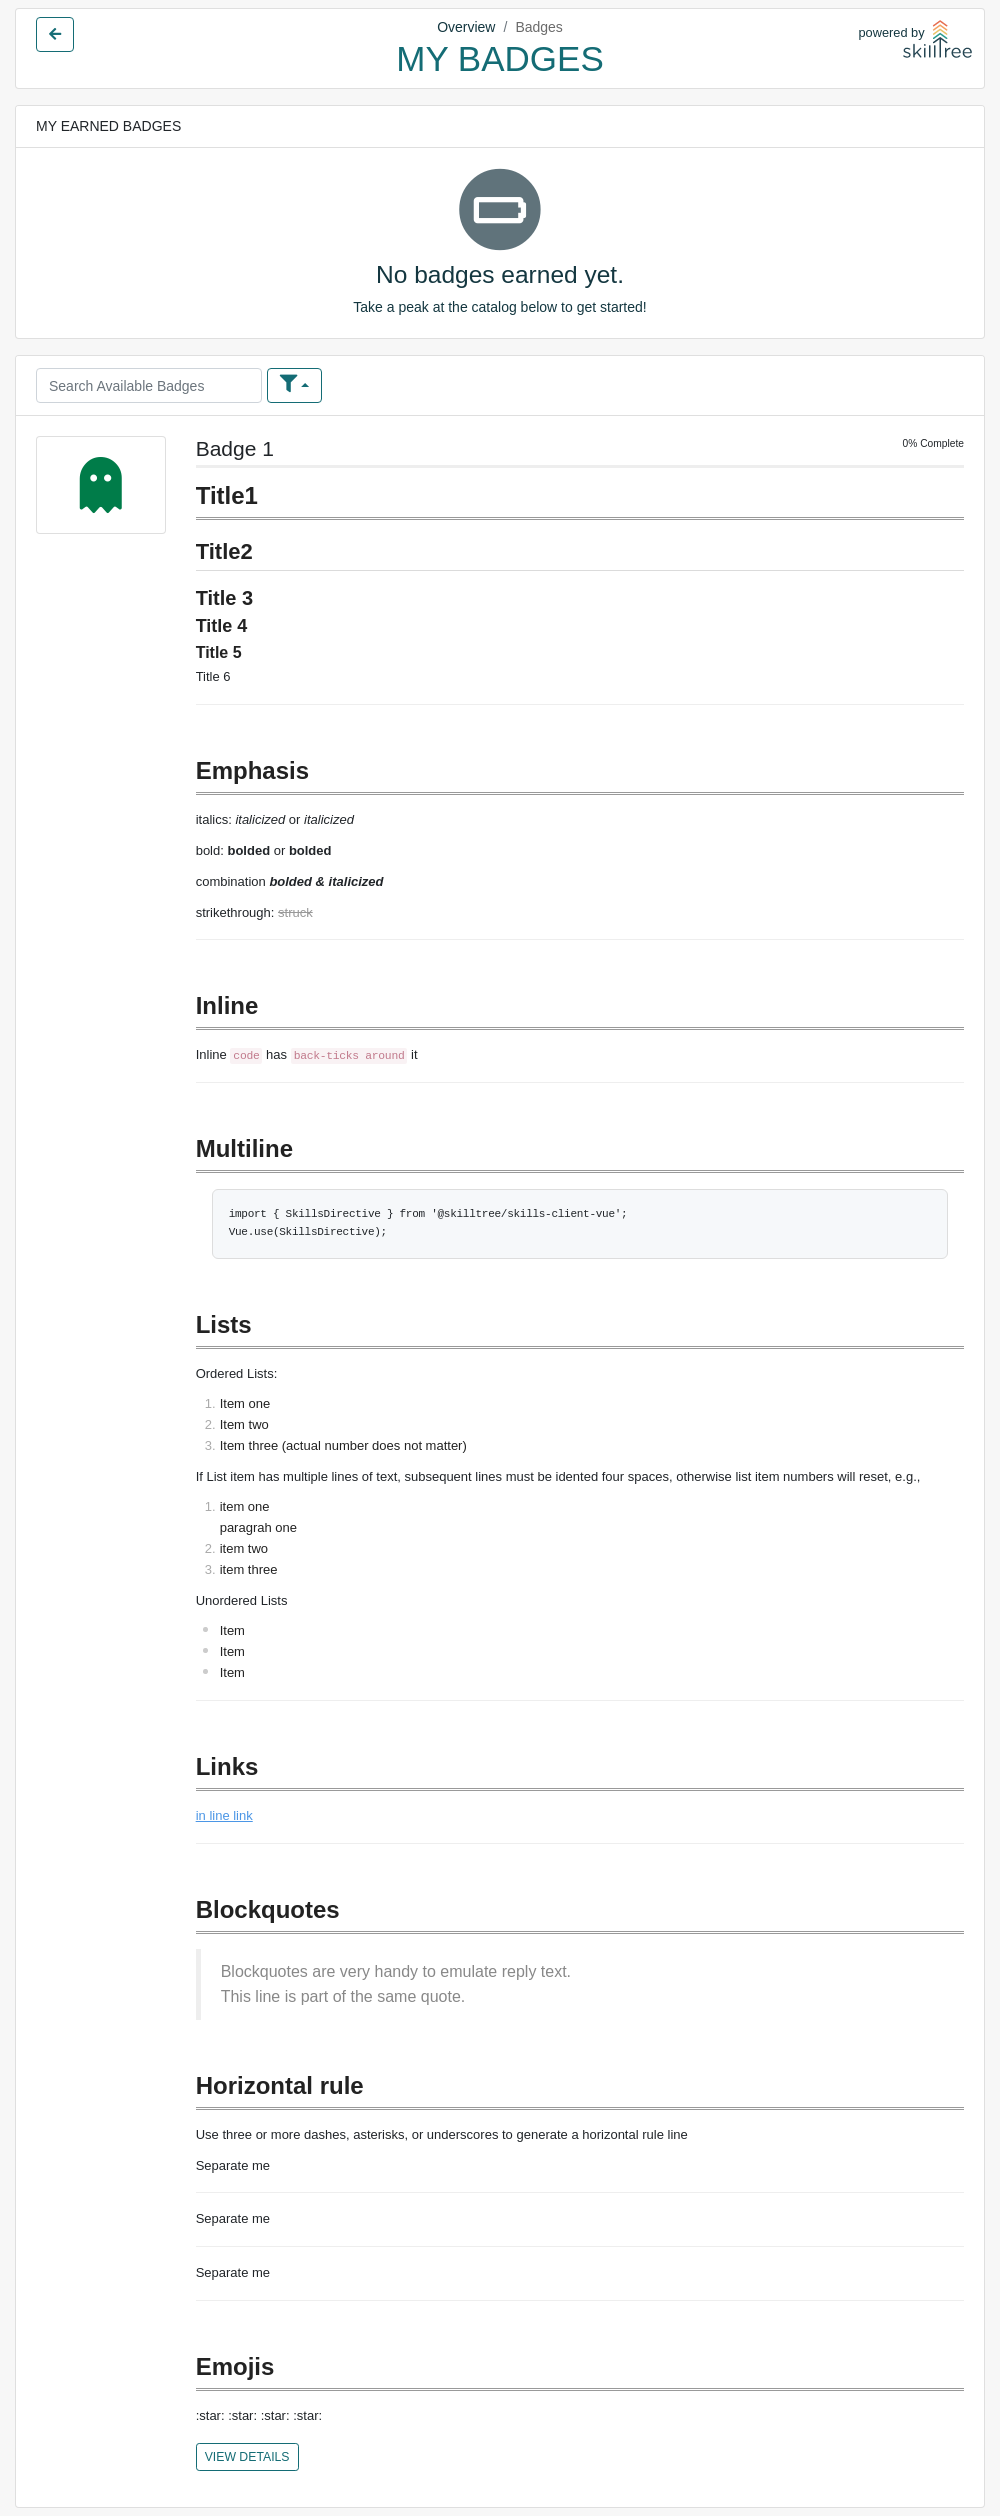 Overview / Badges
MY BADGES
powered by
skilltree
MY EARNED BADGES
No badges earned yet.
Take a peak at the catalog below to get started!
Search Available Badges
Badge 1
0% Complete
Title1
Title2
Title 3
Title 4
Title 5
Title 6
Emphasis
italics: italicized or italicized
bold: bolded or bolded
combination bolded & italicized
strikethrough: struck
Inline
Inline code has back-ticks around it
Multiline
import { SkillsDirective } from '@skilltree/skills-client-vue';
Vue.use(SkillsDirective);
Lists
Ordered Lists:
1. Item one
2. Item two
3. Item three (actual number does not matter)
If List item has multiple lines of text, subsequent lines must be idented four spaces, otherwise list item numbers will reset, e.g.,
1. item one
paragrah one
2. item two
3. item three
Unordered Lists
• Item
• Item
• Item
Links
in line link
Blockquotes
Blockquotes are very handy to emulate reply text.
This line is part of the same quote.
Horizontal rule
Use three or more dashes, asterisks, or underscores to generate a horizontal rule line
Separate me
Separate me
Separate me
Emojis
:star: :star: :star: :star:
VIEW DETAILS